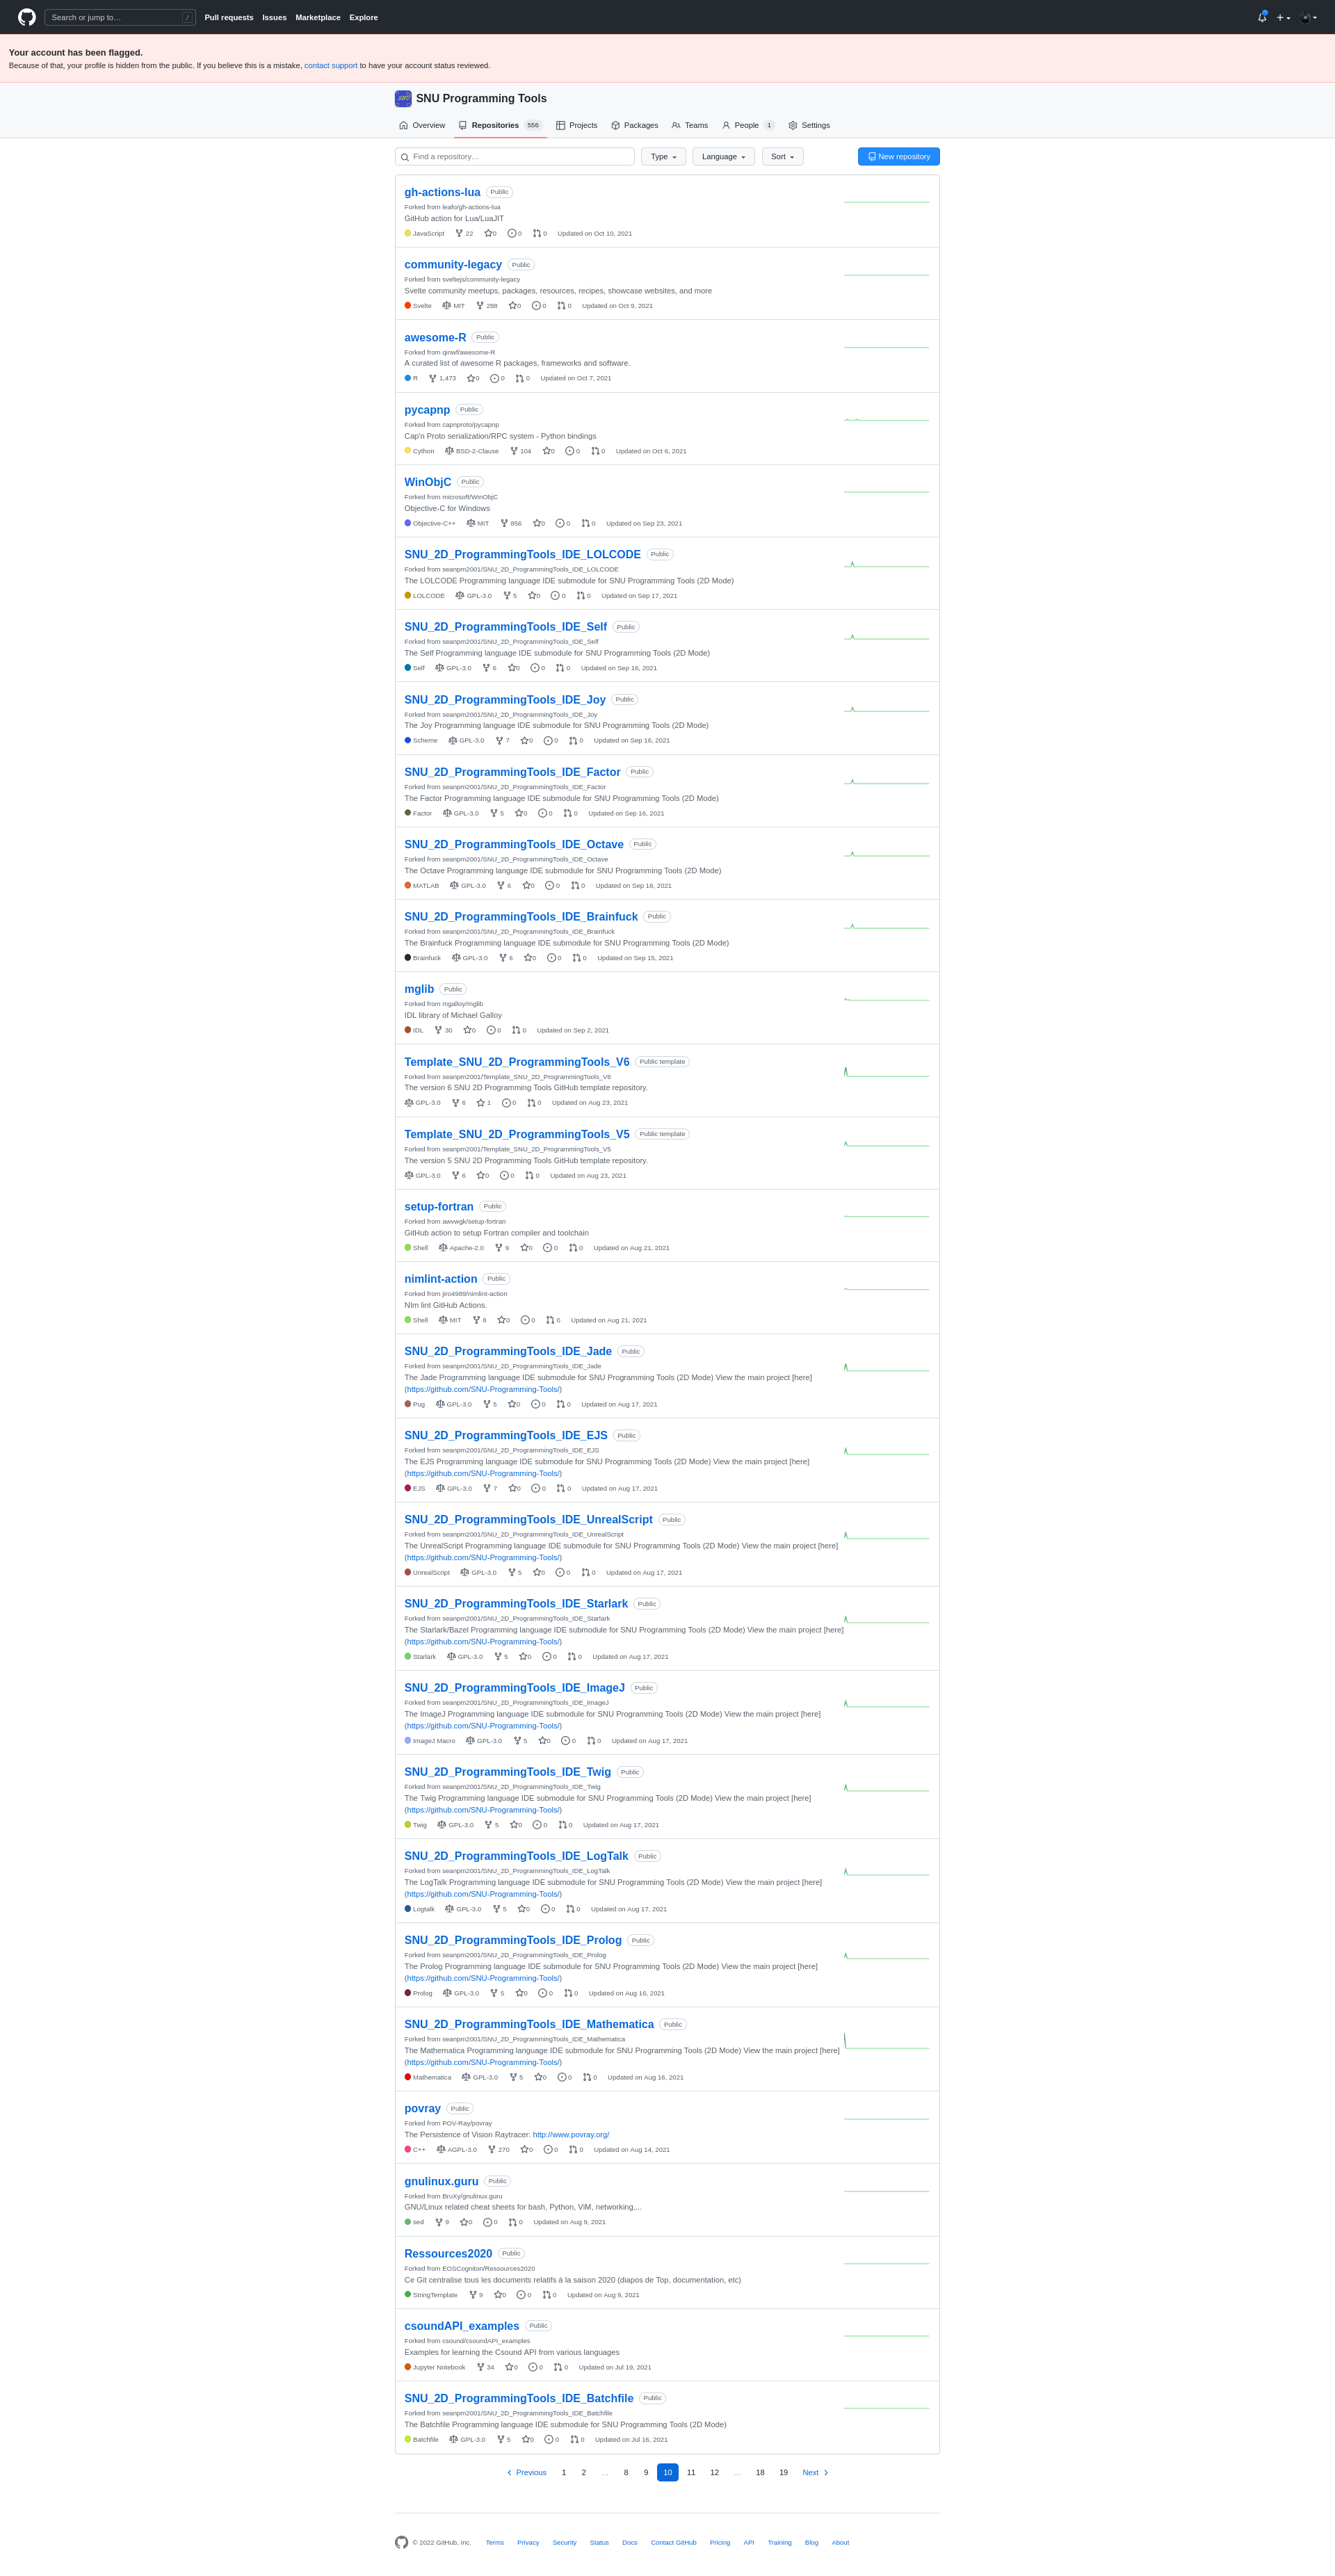 Search or jump to… /
Pull requests Issues Marketplace Explore
Your account has been flagged.
Because of that, your profile is hidden from the public. If you believe this is a mistake, contact support to have your account status reviewed.
SNU Programming Tools
Overview Repositories 556 Projects Packages Teams People 1 Settings
Find a repository… Type Language Sort New repository
gh-actions-lua Public
Forked from leafo/gh-actions-lua
GitHub action for Lua/LuaJIT
JavaScript 22 0 0 0 Updated on Oct 10, 2021
community-legacy Public
Forked from sveltejs/community-legacy
Svelte community meetups, packages, resources, recipes, showcase websites, and more
Svelte MIT 288 0 0 0 Updated on Oct 9, 2021
awesome-R Public
Forked from qinwf/awesome-R
A curated list of awesome R packages, frameworks and software.
R 1,473 0 0 0 Updated on Oct 7, 2021
pycapnp Public
Forked from capnproto/pycapnp
Cap'n Proto serialization/RPC system - Python bindings
Cython BSD-2-Clause 104 0 0 0 Updated on Oct 6, 2021
WinObjC Public
Forked from microsoft/WinObjC
Objective-C for Windows
Objective-C++ MIT 856 0 0 0 Updated on Sep 23, 2021
SNU_2D_ProgrammingTools_IDE_LOLCODE Public
Forked from seanpm2001/SNU_2D_ProgrammingTools_IDE_LOLCODE
The LOLCODE Programming language IDE submodule for SNU Programming Tools (2D Mode)
LOLCODE GPL-3.0 5 0 0 0 Updated on Sep 17, 2021
SNU_2D_ProgrammingTools_IDE_Self Public
Forked from seanpm2001/SNU_2D_ProgrammingTools_IDE_Self
The Self Programming language IDE submodule for SNU Programming Tools (2D Mode)
Self GPL-3.0 6 0 0 0 Updated on Sep 16, 2021
SNU_2D_ProgrammingTools_IDE_Joy Public
Forked from seanpm2001/SNU_2D_ProgrammingTools_IDE_Joy
The Joy Programming language IDE submodule for SNU Programming Tools (2D Mode)
Scheme GPL-3.0 7 0 0 0 Updated on Sep 16, 2021
SNU_2D_ProgrammingTools_IDE_Factor Public
Forked from seanpm2001/SNU_2D_ProgrammingTools_IDE_Factor
The Factor Programming language IDE submodule for SNU Programming Tools (2D Mode)
Factor GPL-3.0 5 0 0 0 Updated on Sep 16, 2021
SNU_2D_ProgrammingTools_IDE_Octave Public
Forked from seanpm2001/SNU_2D_ProgrammingTools_IDE_Octave
The Octave Programming language IDE submodule for SNU Programming Tools (2D Mode)
MATLAB GPL-3.0 6 0 0 0 Updated on Sep 16, 2021
SNU_2D_ProgrammingTools_IDE_Brainfuck Public
Forked from seanpm2001/SNU_2D_ProgrammingTools_IDE_Brainfuck
The Brainfuck Programming language IDE submodule for SNU Programming Tools (2D Mode)
Brainfuck GPL-3.0 6 0 0 0 Updated on Sep 15, 2021
mglib Public
Forked from mgalloy/mglib
IDL library of Michael Galloy
IDL 30 0 0 0 Updated on Sep 2, 2021
Template_SNU_2D_ProgrammingTools_V6 Public template
Forked from seanpm2001/Template_SNU_2D_ProgrammingTools_V6
The version 6 SNU 2D Programming Tools GitHub template repository.
GPL-3.0 6 1 0 0 Updated on Aug 23, 2021
Template_SNU_2D_ProgrammingTools_V5 Public template
Forked from seanpm2001/Template_SNU_2D_ProgrammingTools_V5
The version 5 SNU 2D Programming Tools GitHub template repository.
GPL-3.0 6 0 0 0 Updated on Aug 23, 2021
setup-fortran Public
Forked from awvwgk/setup-fortran
GitHub action to setup Fortran compiler and toolchain
Shell Apache-2.0 9 0 0 0 Updated on Aug 21, 2021
nimlint-action Public
Forked from jiro4989/nimlint-action
NIm lint GitHub Actions.
Shell MIT 8 0 0 0 Updated on Aug 21, 2021
SNU_2D_ProgrammingTools_IDE_Jade Public
Forked from seanpm2001/SNU_2D_ProgrammingTools_IDE_Jade
The Jade Programming language IDE submodule for SNU Programming Tools (2D Mode) View the main project [here]
(https://github.com/SNU-Programming-Tools/)
Pug GPL-3.0 5 0 0 0 Updated on Aug 17, 2021
SNU_2D_ProgrammingTools_IDE_EJS Public
Forked from seanpm2001/SNU_2D_ProgrammingTools_IDE_EJS
The EJS Programming language IDE submodule for SNU Programming Tools (2D Mode) View the main project [here]
(https://github.com/SNU-Programming-Tools/)
EJS GPL-3.0 7 0 0 0 Updated on Aug 17, 2021
SNU_2D_ProgrammingTools_IDE_UnrealScript Public
Forked from seanpm2001/SNU_2D_ProgrammingTools_IDE_UnrealScript
The UnrealScript Programming language IDE submodule for SNU Programming Tools (2D Mode) View the main project [here]
(https://github.com/SNU-Programming-Tools/)
UnrealScript GPL-3.0 5 0 0 0 Updated on Aug 17, 2021
SNU_2D_ProgrammingTools_IDE_Starlark Public
Forked from seanpm2001/SNU_2D_ProgrammingTools_IDE_Starlark
The Starlark/Bazel Programming language IDE submodule for SNU Programming Tools (2D Mode) View the main project [here]
(https://github.com/SNU-Programming-Tools/)
Starlark GPL-3.0 5 0 0 0 Updated on Aug 17, 2021
SNU_2D_ProgrammingTools_IDE_ImageJ Public
Forked from seanpm2001/SNU_2D_ProgrammingTools_IDE_ImageJ
The ImageJ Programming language IDE submodule for SNU Programming Tools (2D Mode) View the main project [here]
(https://github.com/SNU-Programming-Tools/)
ImageJ Macro GPL-3.0 5 0 0 0 Updated on Aug 17, 2021
SNU_2D_ProgrammingTools_IDE_Twig Public
Forked from seanpm2001/SNU_2D_ProgrammingTools_IDE_Twig
The Twig Programming language IDE submodule for SNU Programming Tools (2D Mode) View the main project [here]
(https://github.com/SNU-Programming-Tools/)
Twig GPL-3.0 5 0 0 0 Updated on Aug 17, 2021
SNU_2D_ProgrammingTools_IDE_LogTalk Public
Forked from seanpm2001/SNU_2D_ProgrammingTools_IDE_LogTalk
The LogTalk Programming language IDE submodule for SNU Programming Tools (2D Mode) View the main project [here]
(https://github.com/SNU-Programming-Tools/)
Logtalk GPL-3.0 5 0 0 0 Updated on Aug 17, 2021
SNU_2D_ProgrammingTools_IDE_Prolog Public
Forked from seanpm2001/SNU_2D_ProgrammingTools_IDE_Prolog
The Prolog Programming language IDE submodule for SNU Programming Tools (2D Mode) View the main project [here]
(https://github.com/SNU-Programming-Tools/)
Prolog GPL-3.0 5 0 0 0 Updated on Aug 16, 2021
SNU_2D_ProgrammingTools_IDE_Mathematica Public
Forked from seanpm2001/SNU_2D_ProgrammingTools_IDE_Mathematica
The Mathematica Programming language IDE submodule for SNU Programming Tools (2D Mode) View the main project [here]
(https://github.com/SNU-Programming-Tools/)
Mathematica GPL-3.0 5 0 0 0 Updated on Aug 16, 2021
povray Public
Forked from POV-Ray/povray
The Persistence of Vision Raytracer: http://www.povray.org/
C++ AGPL-3.0 270 0 0 0 Updated on Aug 14, 2021
gnulinux.guru Public
Forked from BruXy/gnulinux.guru
GNU/Linux related cheat sheets for bash, Python, ViM, networking,...
sed 9 0 0 0 Updated on Aug 9, 2021
Ressources2020 Public
Forked from EOSCogniton/Ressources2020
Ce Git centralise tous les documents relatifs à la saison 2020 (diapos de Top, documentation, etc)
StringTemplate 9 0 0 0 Updated on Aug 9, 2021
csoundAPI_examples Public
Forked from csound/csoundAPI_examples
Examples for learning the Csound API from various languages
Jupyter Notebook 34 0 0 0 Updated on Jul 19, 2021
SNU_2D_ProgrammingTools_IDE_Batchfile Public
Forked from seanpm2001/SNU_2D_ProgrammingTools_IDE_Batchfile
The Batchfile Programming language IDE submodule for SNU Programming Tools (2D Mode)
Batchfile GPL-3.0 5 0 0 0 Updated on Jul 16, 2021
Previous 1 2 … 8 9 10 11 12 … 18 19 Next
© 2022 GitHub, Inc. Terms Privacy Security Status Docs Contact GitHub Pricing API Training Blog About